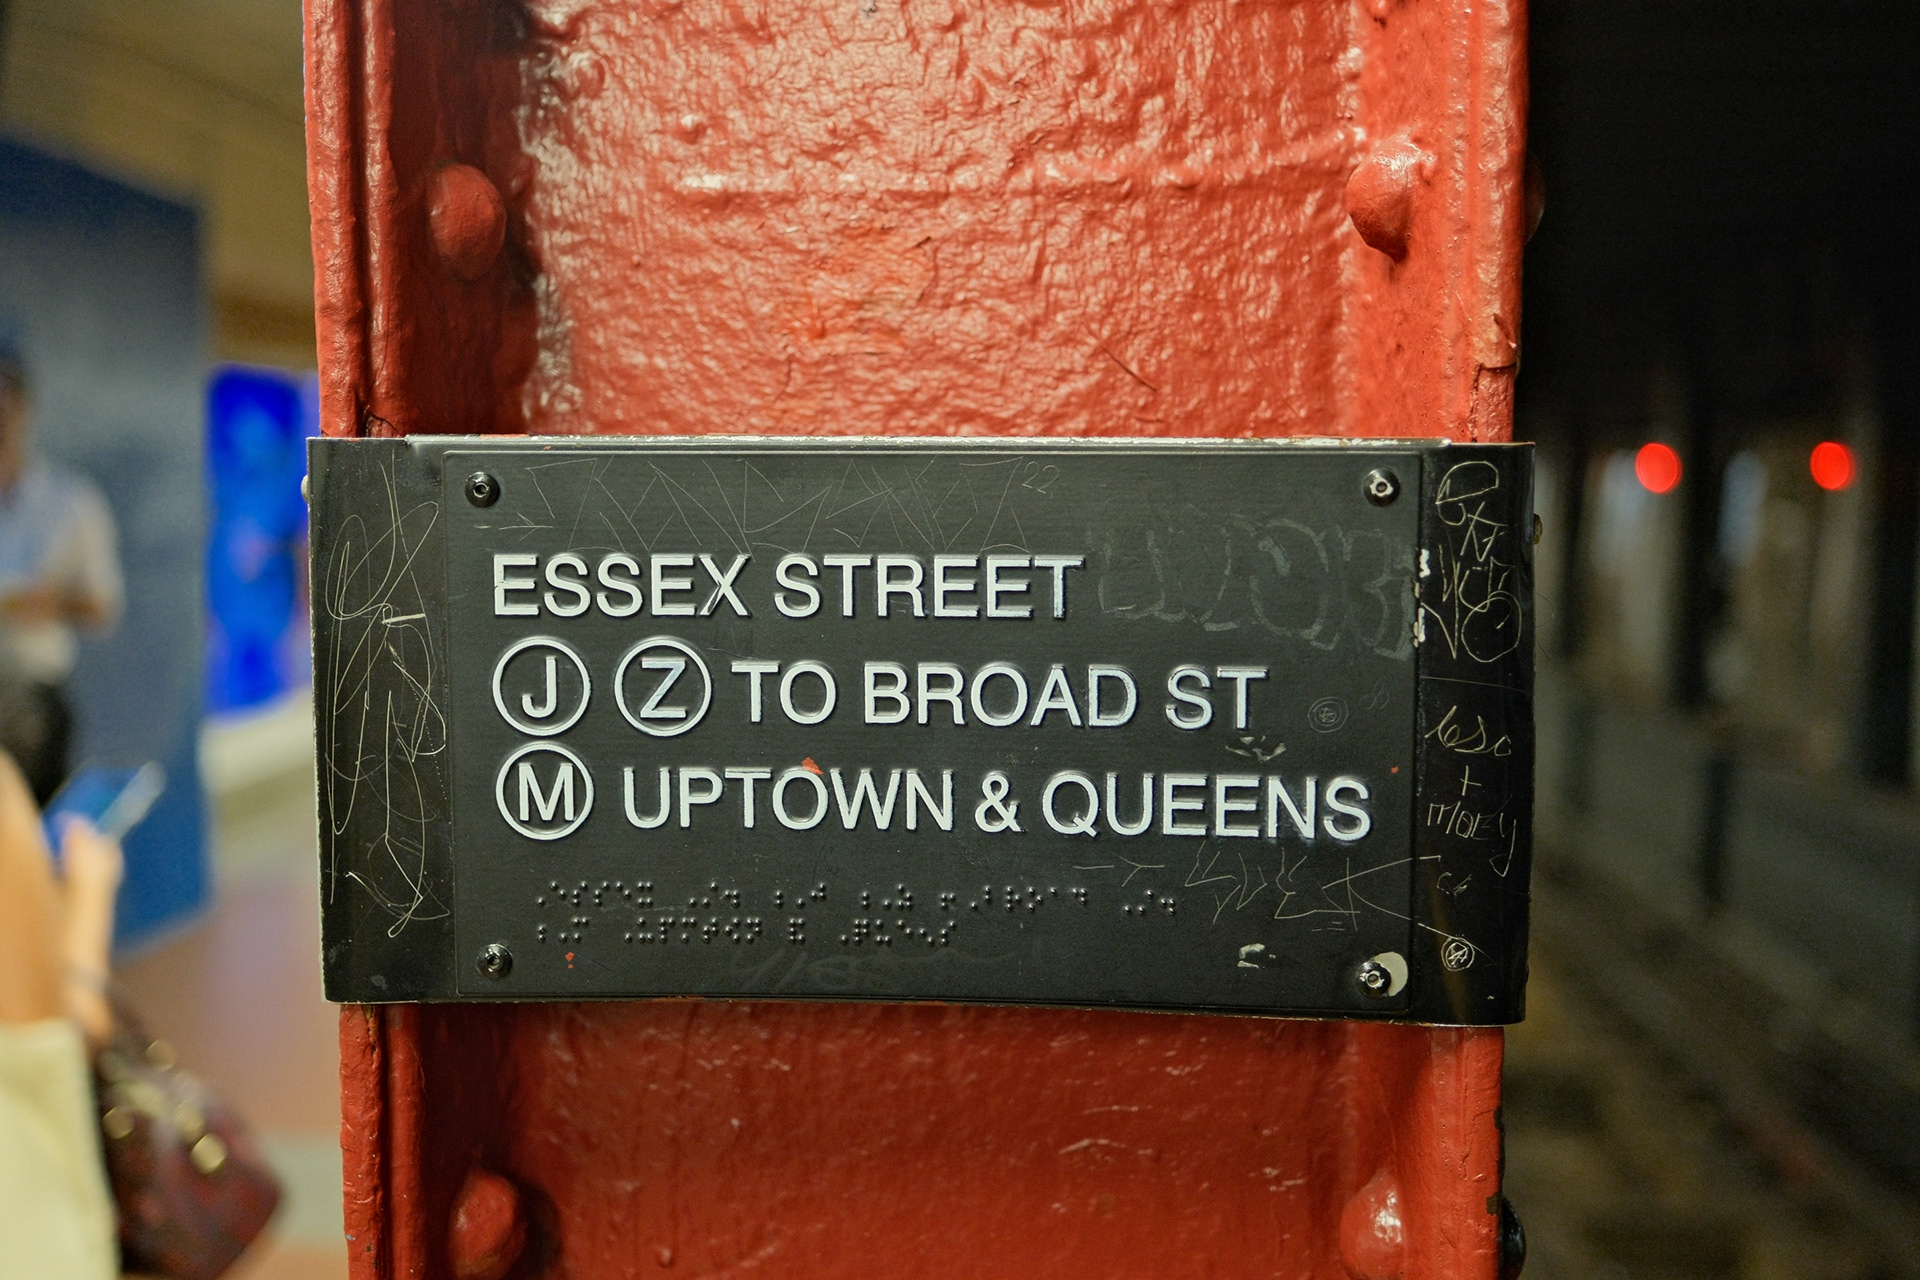 ESSEX STREET
J Z TO BROAD ST
M UPTOWN & QUEENS